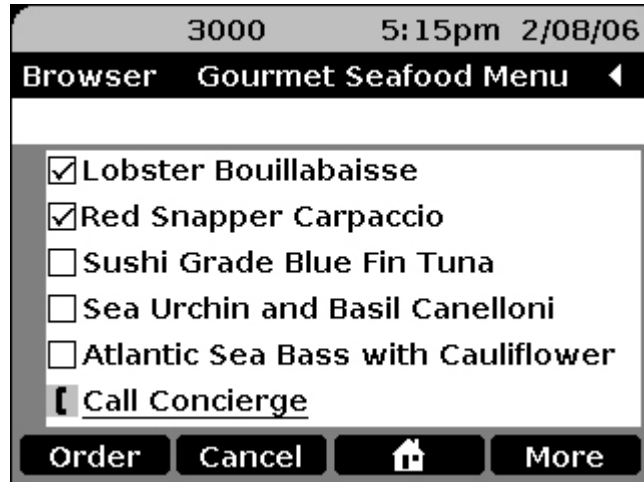 3000 5:15pm 2/08/06
Browser Gourmet Seafood Menu
Lobster Bouillabaisse
Red Snapper Carpaccio
Sushi Grade Blue Fin Tuna
Sea Urchin and Basil Canelloni
Atlantic Sea Bass with Cauliflower
Call Concierge
Order Cancel More